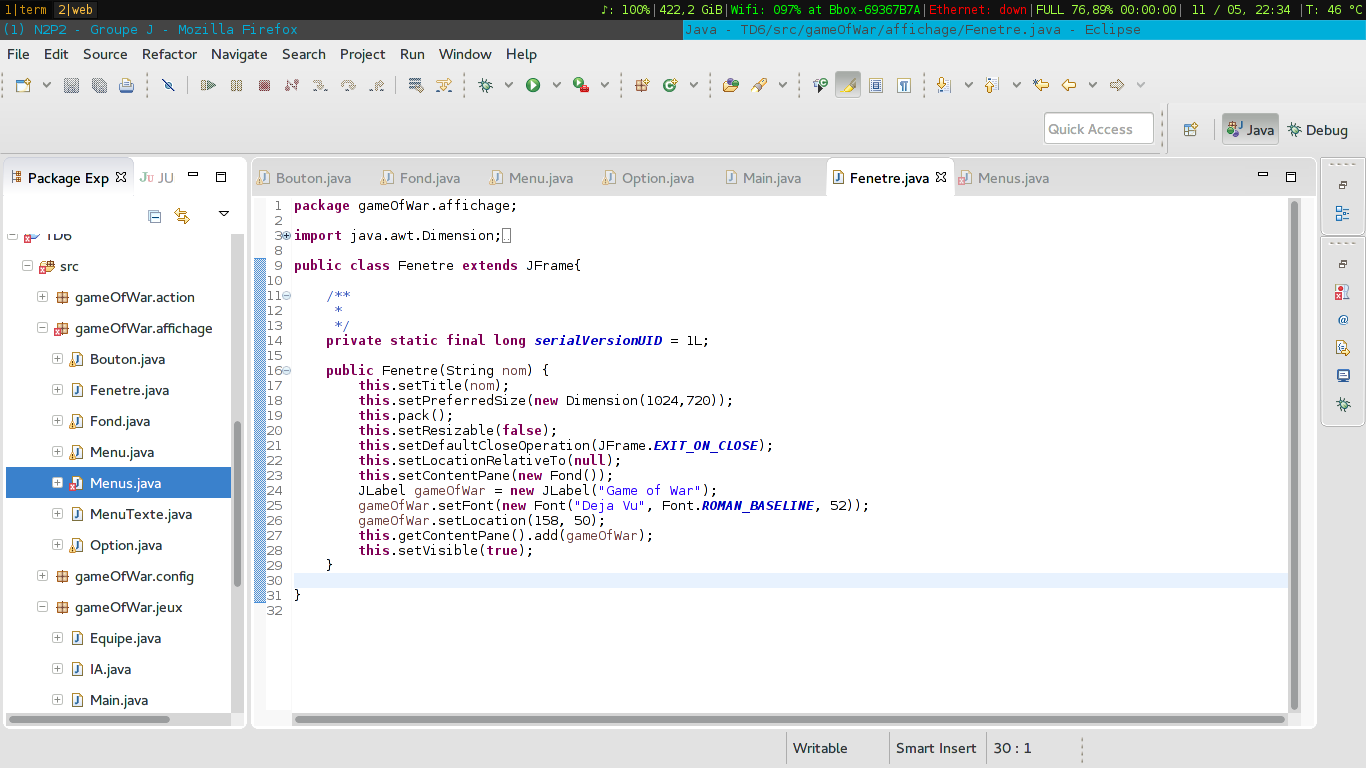 1|term 2|web ♪: 100%|422,2 GiB|Wifi: 097% at Bbox-69367B7A|Ethernet: down|FULL 76,89% 00:00:00| 11 / 05, 22:34 |T: 46 °C
(1) N2P2 - Groupe J - Mozilla Firefox Java - TD6/src/gameOfWar/affichage/Fenetre.java - Eclipse
File Edit Source Refactor Navigate Search Project Run Window Help
Quick Access Java Debug
Package Exp JU JU
Bouton.java Fond.java Menu.java Option.java Main.java Fenetre.java Menus.java
TD6
src
gameOfWar.action
gameOfWar.affichage
Bouton.java
Fenetre.java
Fond.java
Menu.java
Menus.java
MenuTexte.java
Option.java
gameOfWar.config
gameOfWar.jeux
Equipe.java
IA.java
Main.java
1 package gameOfWar.affichage;
2
3 import java.awt.Dimension;
8
9 public class Fenetre extends JFrame{
10
11 /**
12 *
13 */
14 private static final long serialVersionUID = 1L;
15
16 public Fenetre(String nom) {
17 this.setTitle(nom);
18 this.setPreferredSize(new Dimension(1024,720));
19 this.pack();
20 this.setResizable(false);
21 this.setDefaultCloseOperation(JFrame.EXIT_ON_CLOSE);
22 this.setLocationRelativeTo(null);
23 this.setContentPane(new Fond());
24 JLabel gameOfWar = new JLabel("Game of War");
25 gameOfWar.setFont(new Font("Deja Vu", Font.ROMAN_BASELINE, 52));
26 gameOfWar.setLocation(158, 50);
27 this.getContentPane().add(gameOfWar);
28 this.setVisible(true);
29 }
30
31 }
32
Writable Smart Insert 30 : 1